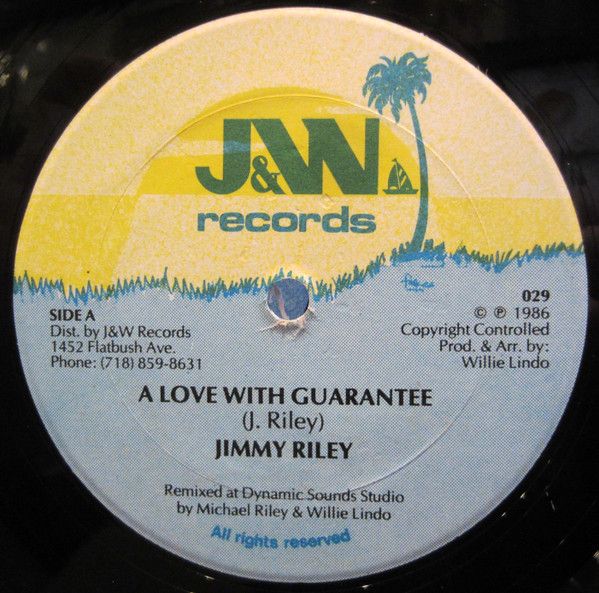 J&W
records
SIDE A
Dist. by J&W Records
1452 Flatbush Ave.
Phone: (718) 859-8631
029
© ℗ 1986
Copyright Controlled
Prod. & Arr. by:
Willie Lindo
A LOVE WITH GUARANTEE
(J. Riley)
JIMMY RILEY
Remixed at Dynamic Sounds Studio
by Michael Riley & Willie Lindo
All rights reserved